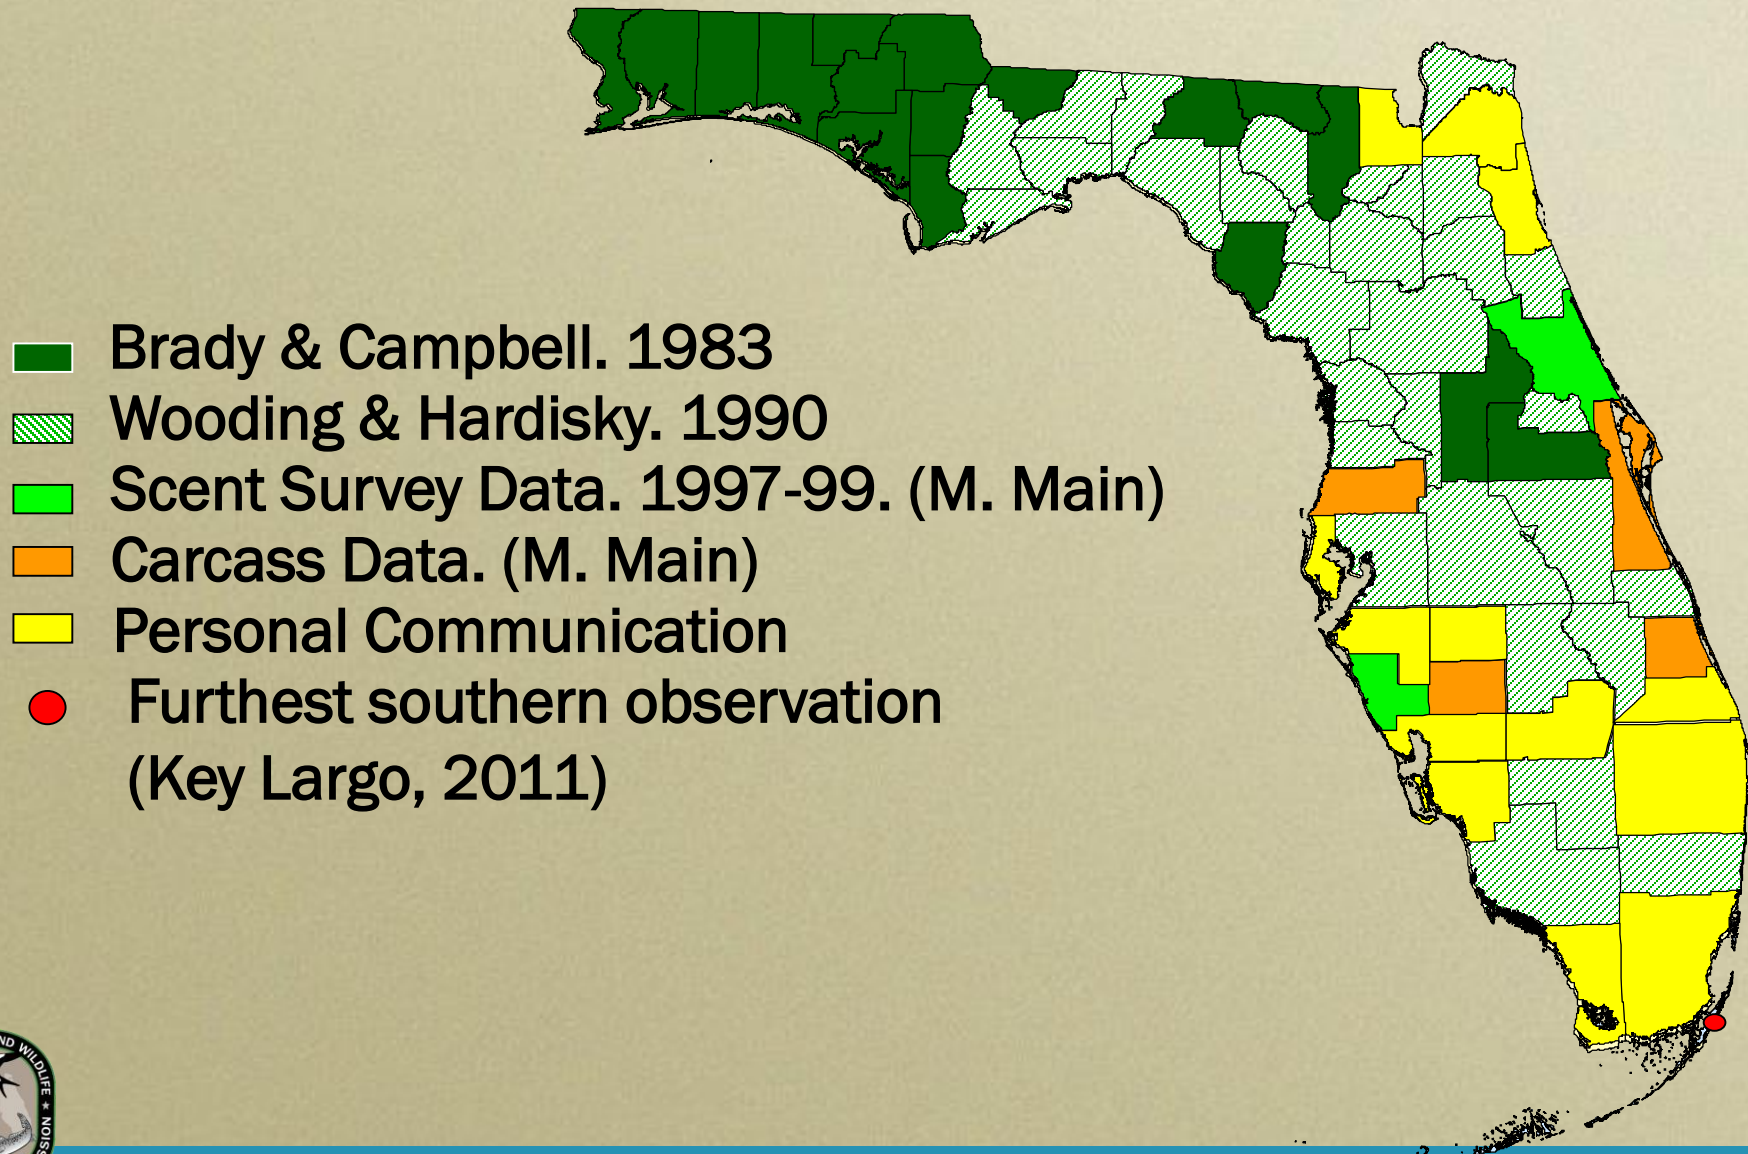 Brady & Campbell. 1983
Wooding & Hardisky. 1990
Scent Survey Data. 1997-99. (M. Main)
Carcass Data. (M. Main)
Personal Communication
Furthest southern observation
(Key Largo, 2011)
WILDLIFE